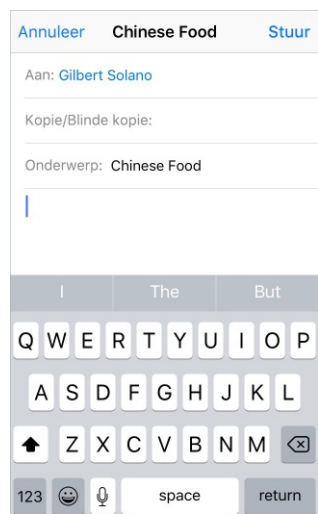 Annuleer Chinese Food Stuur
Aan: Gilbert Solano
Kopie/Blinde kopie:
Onderwerp: Chinese Food
I The But
Q W E R T Y U I O P
A S D F G H J K L
Z X C V B N M
123 space return